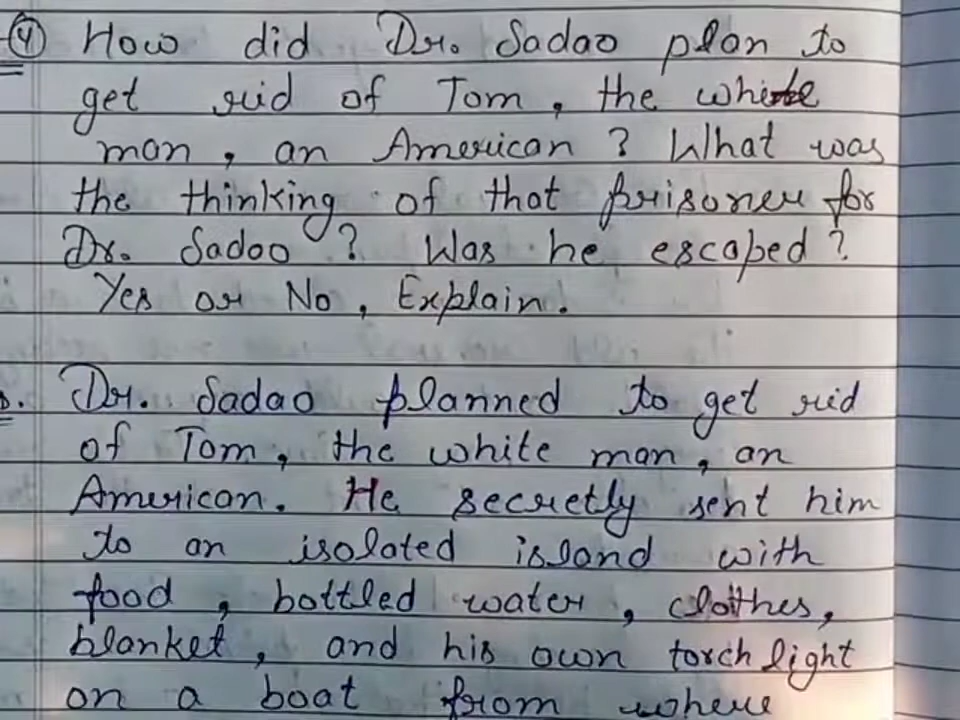 (4) How did Dr. Sadao plan to
get rid of Tom, the white
man, an American? What was
the thinking of that prisoner for
Dr. Sadao? Was he escaped?
Yes or No, Explain.
Dr. Sadao planned to get rid
of Tom, the white man, an
American. He secretly sent him
to an isolated island with
food, bottled water, clothes,
blanket, and his own torch light
on a boat from where